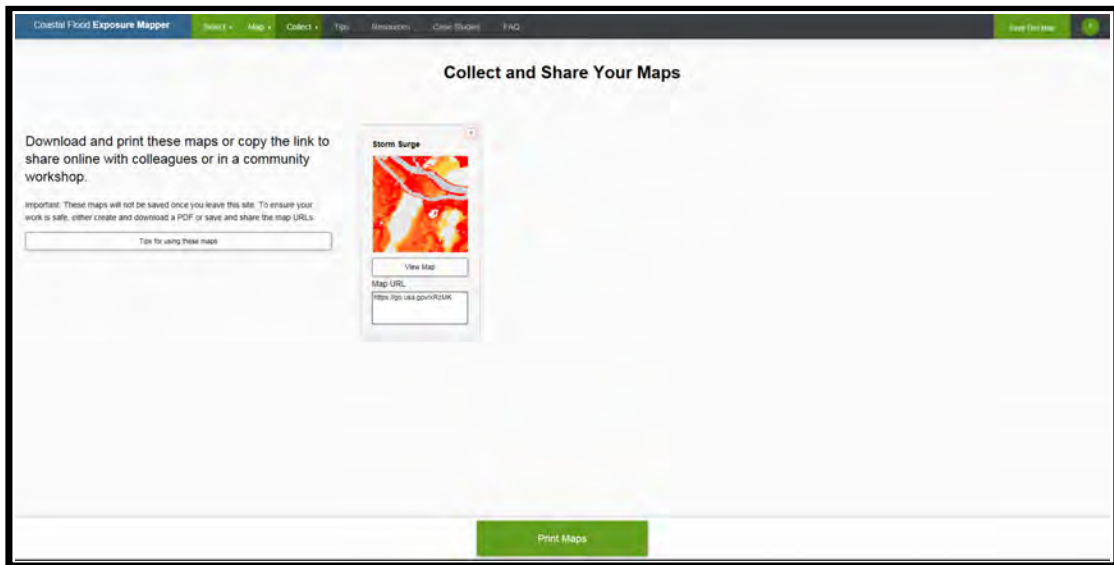 Coastal Flood Exposure Mapper Select Map Collect Tips Resources Case Studies FAQ Save This Map
Collect and Share Your Maps
Download and print these maps or copy the link to
share online with colleagues or in a community
workshop.
Important: These maps will not be saved once you leave this site. To ensure your
work is safe, either create and download a PDF or save and share the map URLs.
Tips for using these maps
Storm Surge
View Map
Map URL
Print Maps